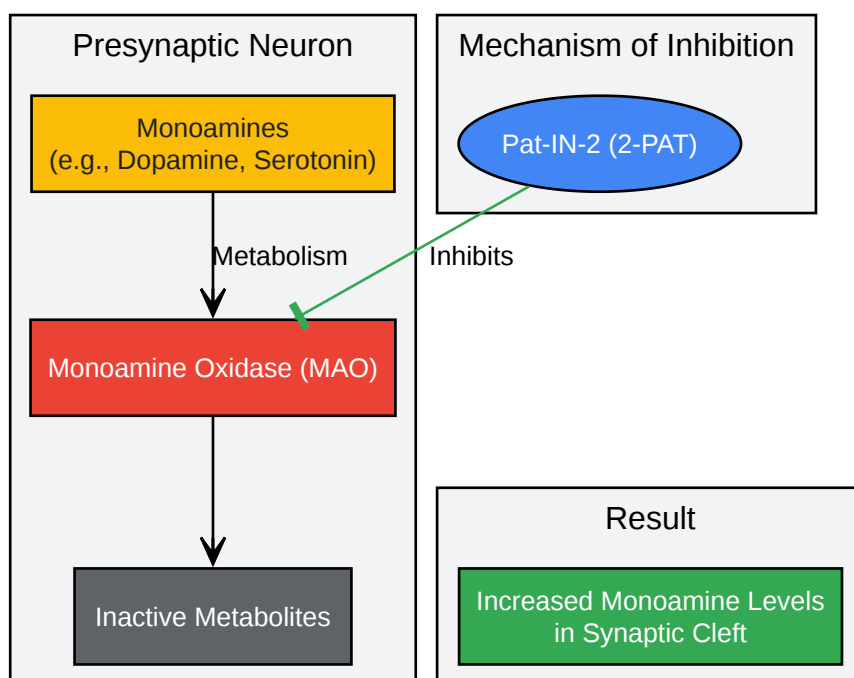 Presynaptic Neuron
Monoamines
(e.g., Dopamine, Serotonin)
Metabolism
Monoamine Oxidase (MAO)
Inactive Metabolites
Mechanism of Inhibition
Pat-IN-2 (2-PAT)
Inhibits
Result
Increased Monoamine Levels
in Synaptic Cleft